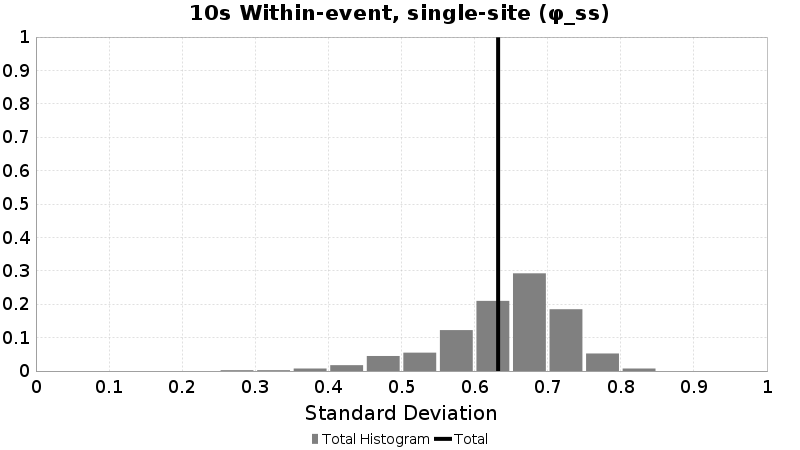 10s Within-event, single-site (φ_ss)
1
0.9
0.8
0.7
0.6
0.5
0.4
0.3
0.2
0.1
0
0 0.1 0.2 0.3 0.4 0.5 0.6 0.7 0.8 0.9 1
Standard Deviation
Total Histogram Total